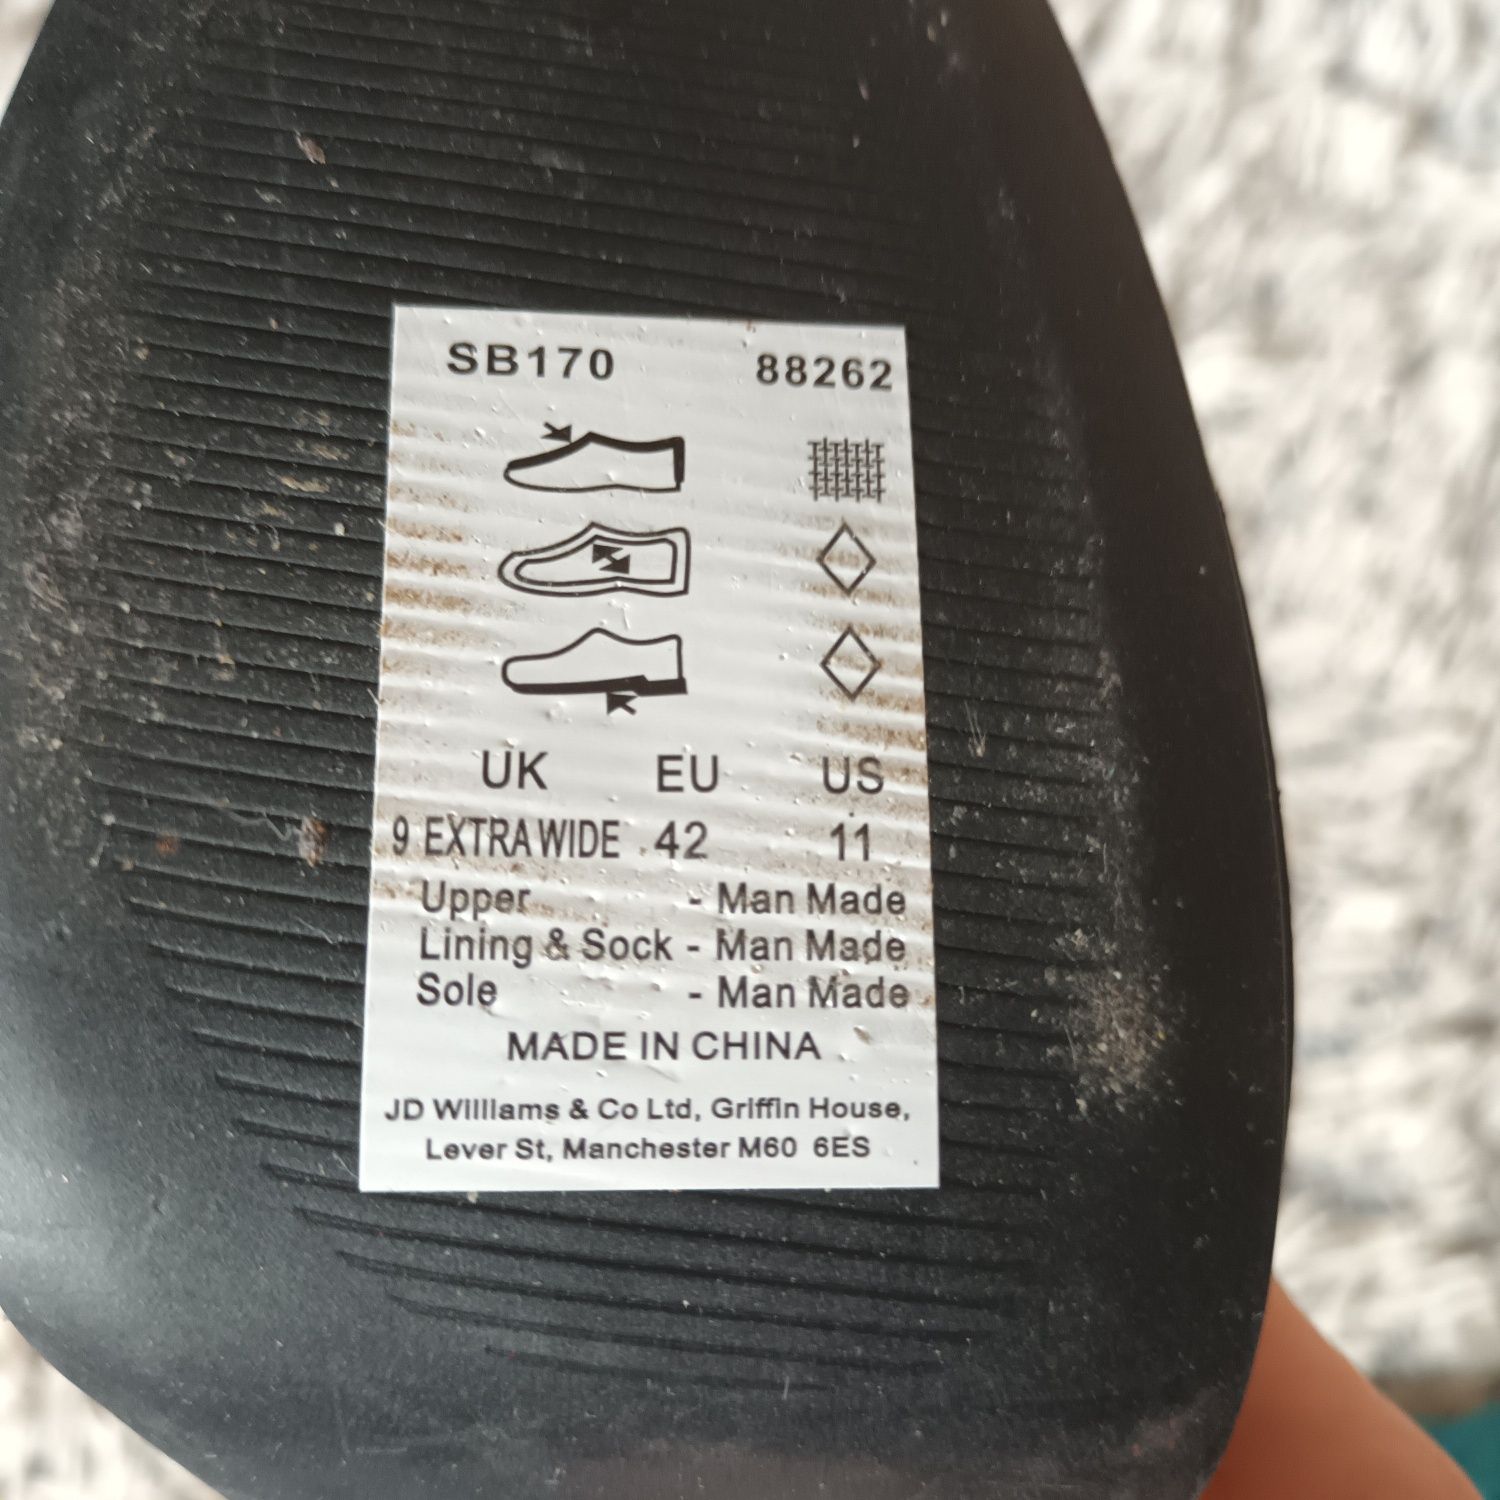 SB170 88262
UK EU US
9 EXTRA WIDE 42 11
Upper - Man Made
Lining & Sock - Man Made
Sole - Man Made
MADE IN CHINA
JD Williams & Co Ltd, Griffin House,
Lever St, Manchester M60 6ES